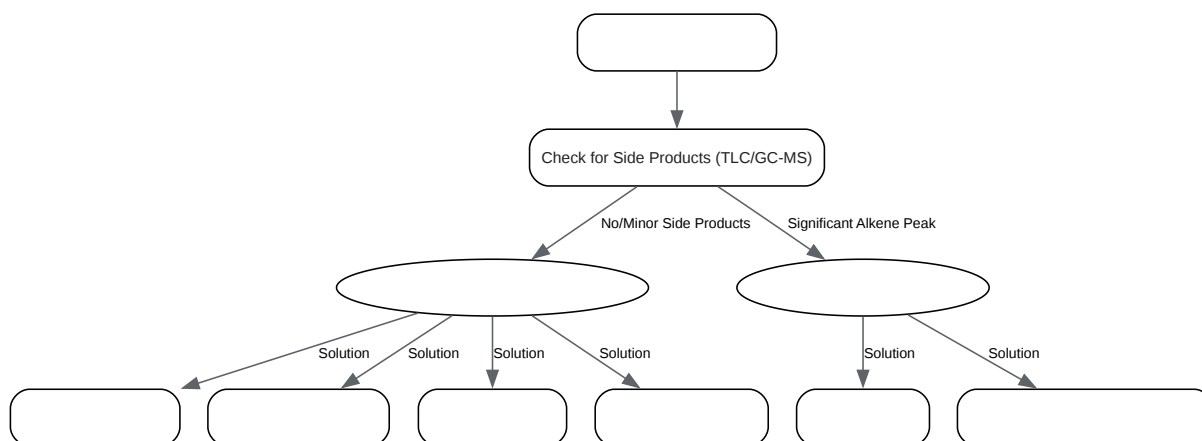 Check for Side Products (TLC/GC-MS)
No/Minor Side Products
Significant Alkene Peak
Solution
Solution
Solution
Solution
Solution
Solution